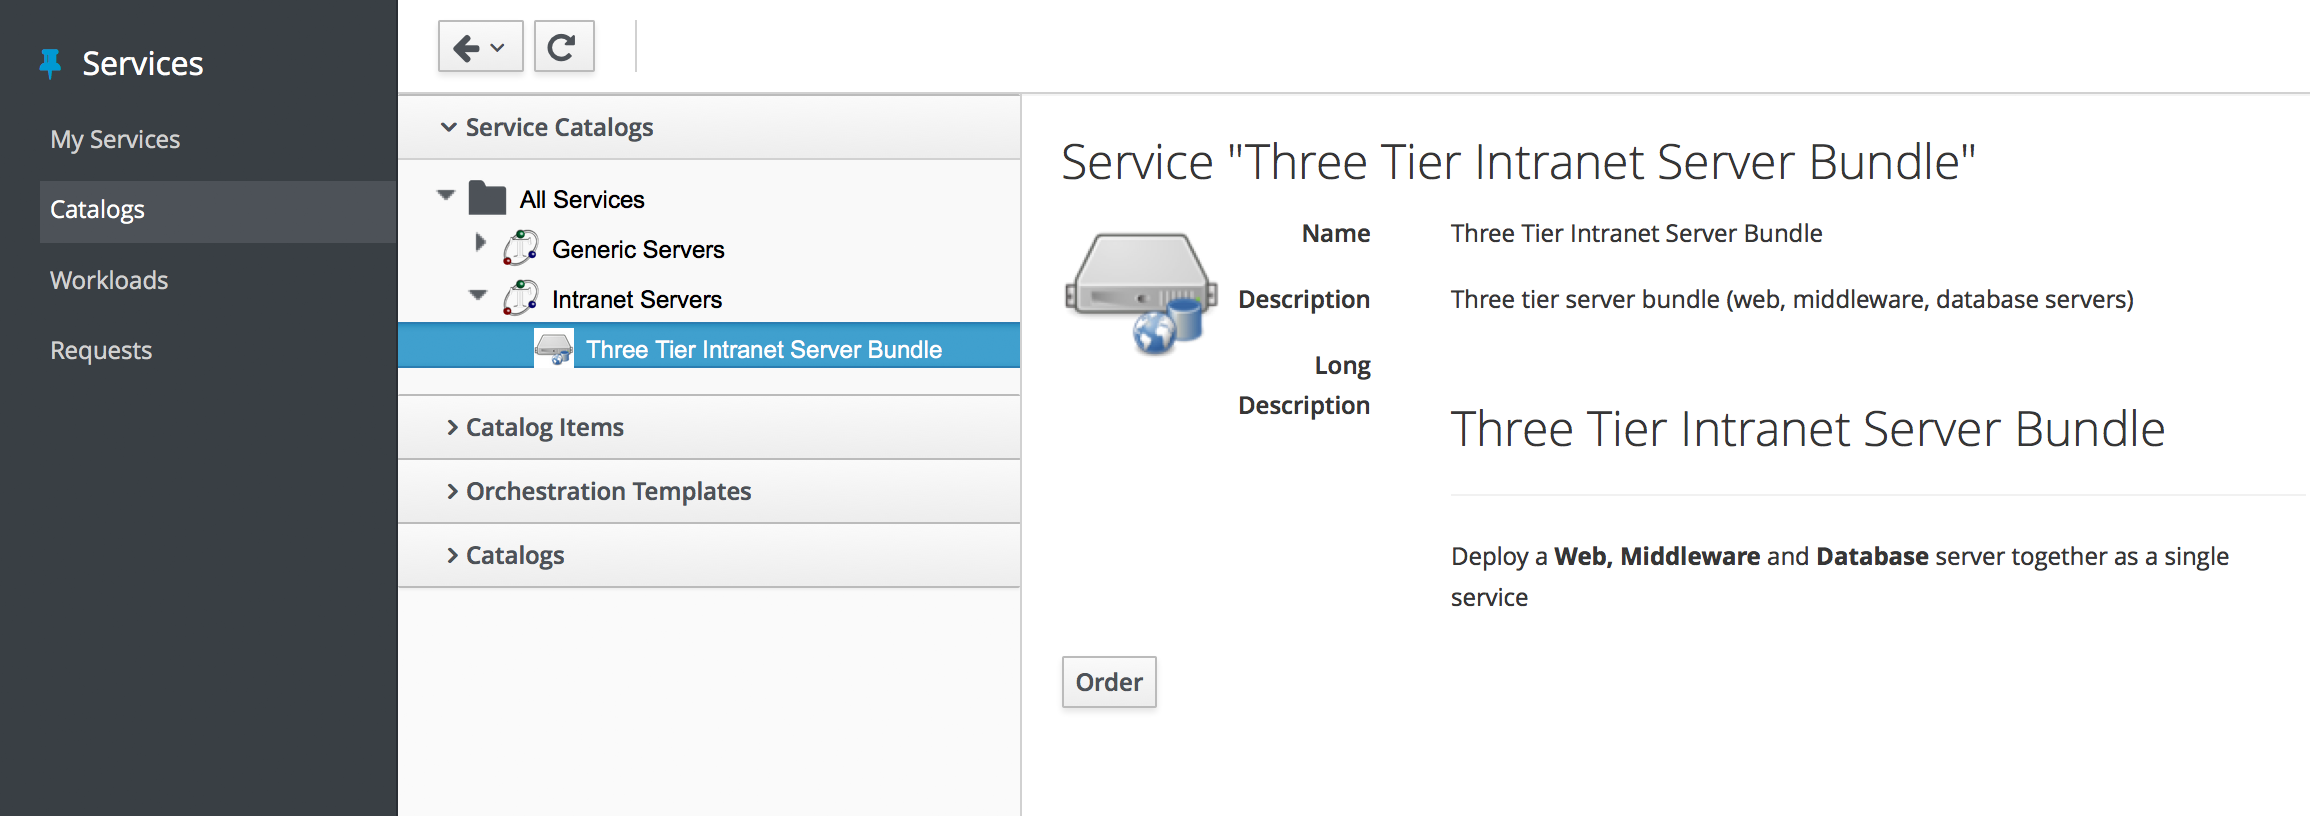 Services
My Services
Catalogs
Workloads
Requests
Service Catalogs
All Services
Generic Servers
Intranet Servers
Three Tier Intranet Server Bundle
Catalog Items
Orchestration Templates
Catalogs
Service "Three Tier Intranet Server Bundle"
Name Three Tier Intranet Server Bundle
Description Three tier server bundle (web, middleware, database servers)
Long
Description
Three Tier Intranet Server Bundle
Deploy a Web, Middleware and Database server together as a single
service
Order